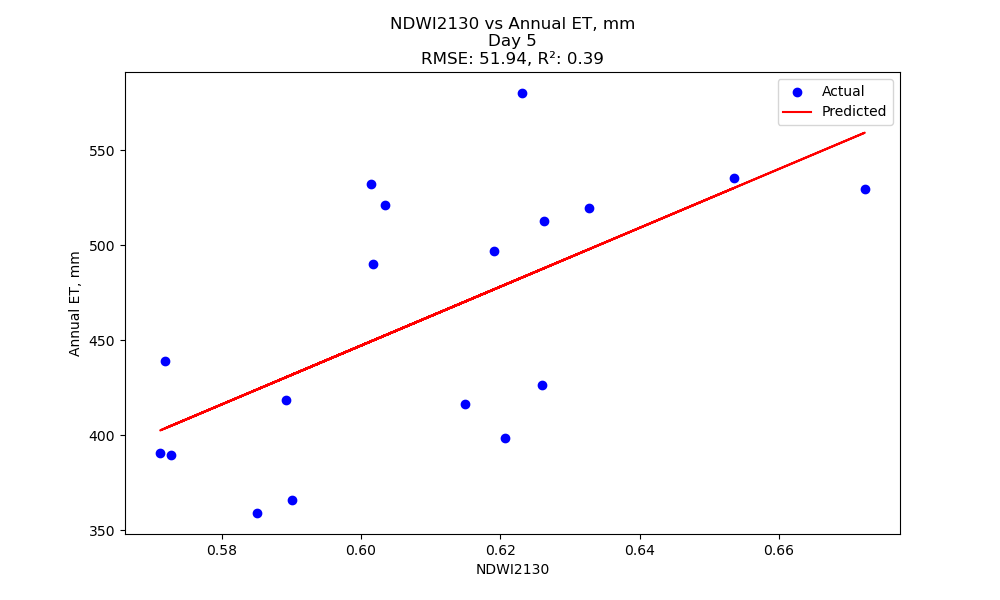 NDWI2130 vs Annual ET, mm
Day 5
RMSE: 51.94, R²: 0.39
Actual
Predicted
Annual ET, mm
550
500
450
400
350
0.58 0.60 0.62 0.64 0.66
NDWI2130